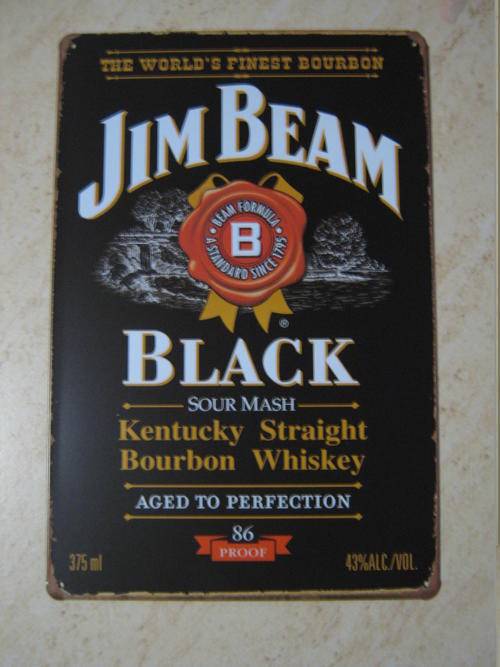 THE WORLD'S FINEST BOURBON
JIM BEAM
BEAM FORMULA
B
A STANDARD SINCE 1795
®
BLACK
SOUR MASH
Kentucky Straight
Bourbon Whiskey
AGED TO PERFECTION
86
PROOF
375 ml
43%ALC./VOL.